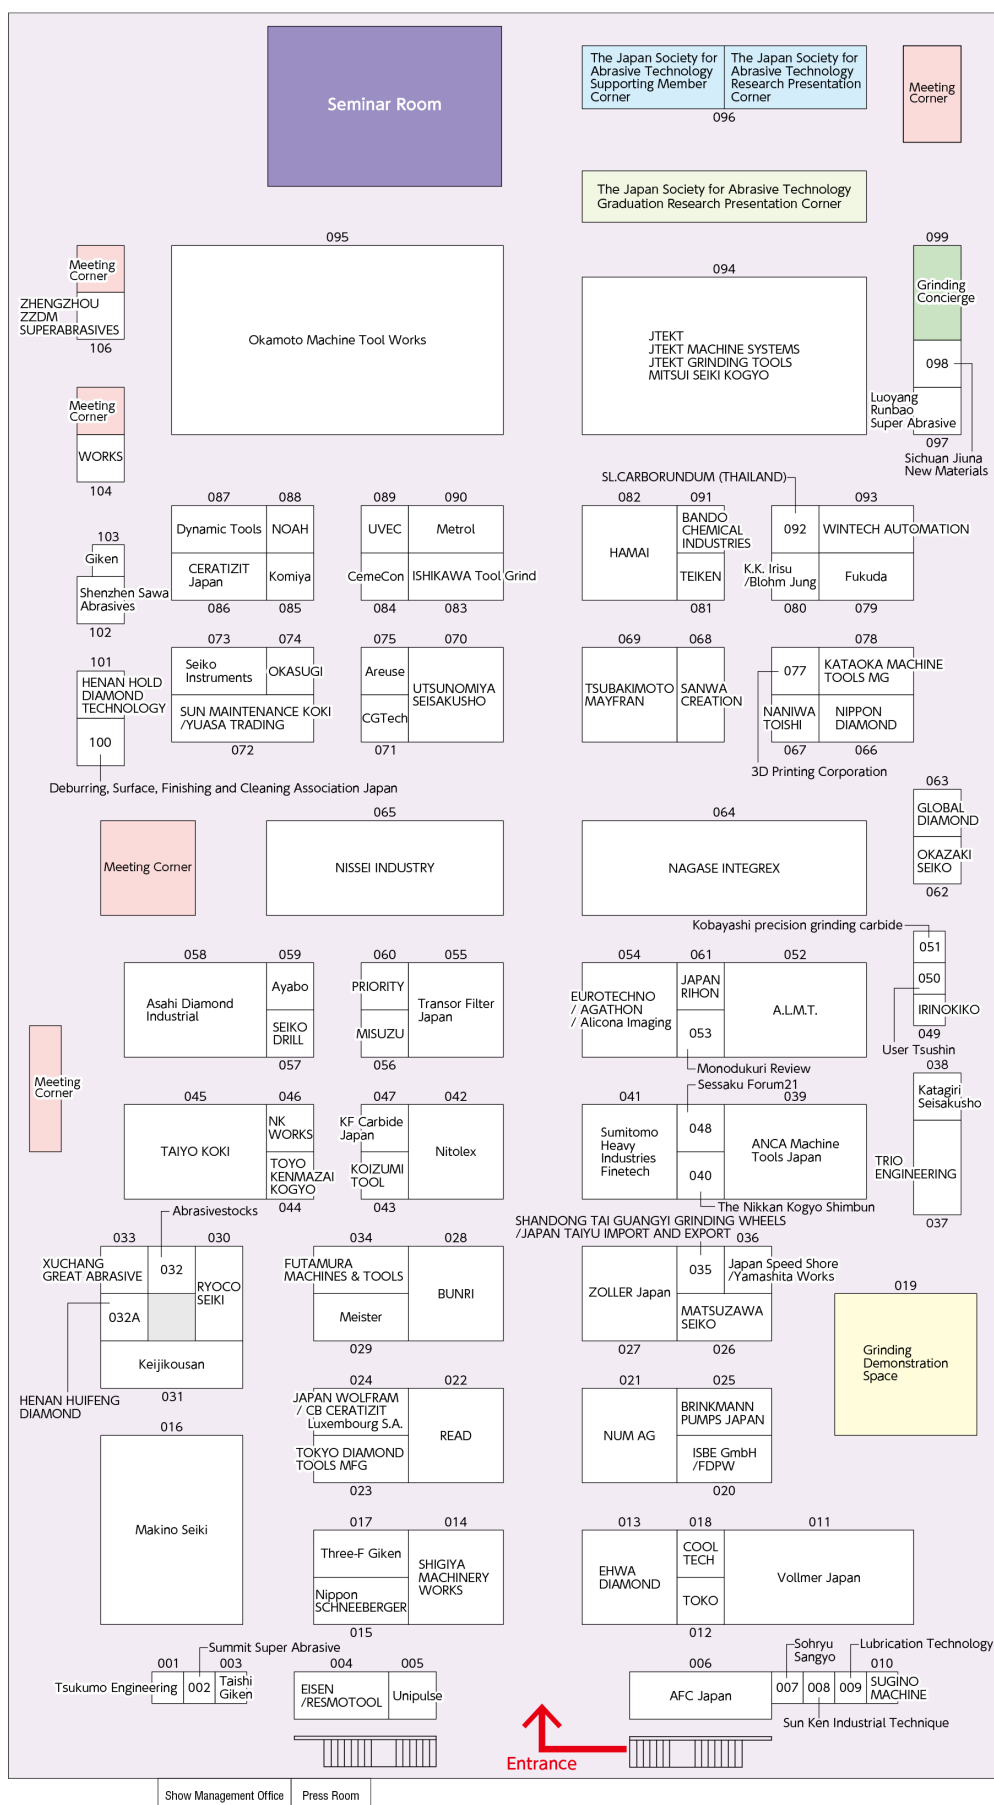 Seminar Room
The Japan Society for
Abrasive Technology
Supporting Member
Corner
The Japan Society for
Abrasive Technology
Research Presentation
Corner
096
Meeting
Corner
The Japan Society for Abrasive Technology
Graduation Research Presentation Corner
095
Okamoto Machine Tool Works
094
JTEKT
JTEKT MACHINE SYSTEMS
JTEKT GRINDING TOOLS
MITSUI SEIKI KOGYO
099
Grinding
Concierge
098
Luoyang
Runbao
Super Abrasive
097
Sichuan Jiuna
New Materials
Meeting
Corner
ZHENGZHOU
ZZDM
SUPERABRASIVES
106
Meeting
Corner
WORKS
104
103
Giken
Shenzhen Sawa
Abrasives
102
101
HENAN HOLD
DIAMOND
TECHNOLOGY
100
Deburring, Surface, Finishing and Cleaning Association Japan
087
088
Dynamic Tools
NOAH
CERATIZIT
Japan
Komiya
086
085
089
090
UVEC
Metrol
CemeCon
ISHIKAWA Tool Grind
084
083
SL.CARBORUNDUM (THAILAND)
082
091
HAMAI
BANDO
CHEMICAL
INDUSTRIES
TEIKEN
081
093
092
WINTECH AUTOMATION
K.K. Irisu
/Blohm Jung
Fukuda
080
079
073
074
Seiko
Instruments
OKASUGI
SUN MAINTENANCE KOKI
/YUASA TRADING
072
075
070
Areuse
UTSUNOMIYA
SEISAKUSHO
CGTech
071
069
068
TSUBAKIMOTO
MAYFRAN
SANWA
CREATION
078
077
KATAOKA MACHINE
TOOLS MG
NANIWA
TOISHI
NIPPON
DIAMOND
067
066
3D Printing Corporation
063
GLOBAL
DIAMOND
OKAZAKI
SEIKO
062
Meeting Corner
065
NISSEI INDUSTRY
064
NAGASE INTEGREX
Kobayashi precision grinding carbide
051
050
IRINOKIKO
049
User Tsushin
058
059
Asahi Diamond
Industrial
Ayabo
SEIKO
DRILL
057
060
055
PRIORITY
Transor Filter
Japan
MISUZU
056
054
061
052
EUROTECHNO
/ AGATHON
/ Alicona Imaging
JAPAN
RIHON
053
A.L.M.T.
Monodukuri Review
Sessaku Forum21
Meeting
Corner
045
046
TAIYO KOKI
NK
WORKS
TOYO
KENMAZAI
KOGYO
044
047
042
KF Carbide
Japan
Nitolex
KOIZUMI
TOOL
043
041
039
Sumitomo
Heavy
Industries
Finetech
048
040
ANCA Machine
Tools Japan
The Nikkan Kogyo Shimbun
038
Katagiri
Seisakusho
TRIO
ENGINEERING
037
Abrasivestocks
033
030
XUCHANG
GREAT ABRASIVE
032
RYOCO
SEIKI
032A
Keijikousan
031
HENAN HUIFENG
DIAMOND
034
028
FUTAMURA
MACHINES & TOOLS
BUNRI
Meister
029
SHANDONG TAI GUANGYI GRINDING WHEELS
/JAPAN TAIYU IMPORT AND EXPORT
036
ZOLLER Japan
035
Japan Speed Shore
/Yamashita Works
MATSUZAWA
SEIKO
027
026
019
Grinding
Demonstration
Space
024
022
JAPAN WOLFRAM
/ CB CERATIZIT
Luxembourg S.A.
READ
TOKYO DIAMOND
TOOLS MFG
023
021
025
NUM AG
BRINKMANN
PUMPS JAPAN
ISBE GmbH
/FDPW
020
016
Makino Seiki
017
014
Three-F Giken
SHIGIYA
MACHINERY
WORKS
Nippon
SCHNEEBERGER
015
013
018
011
EHWA
DIAMOND
COOL
TECH
TOKO
Vollmer Japan
012
Summit Super Abrasive
001
003
Tsukumo Engineering
002
Taishi
Giken
004
005
EISEN
/RESMOTOOL
Unipulse
006
AFC Japan
Sohryu
Sangyo
Lubrication Technology
010
007
008
009
SUGINO
MACHINE
Sun Ken Industrial Technique
Entrance
Show Management Office
Press Room